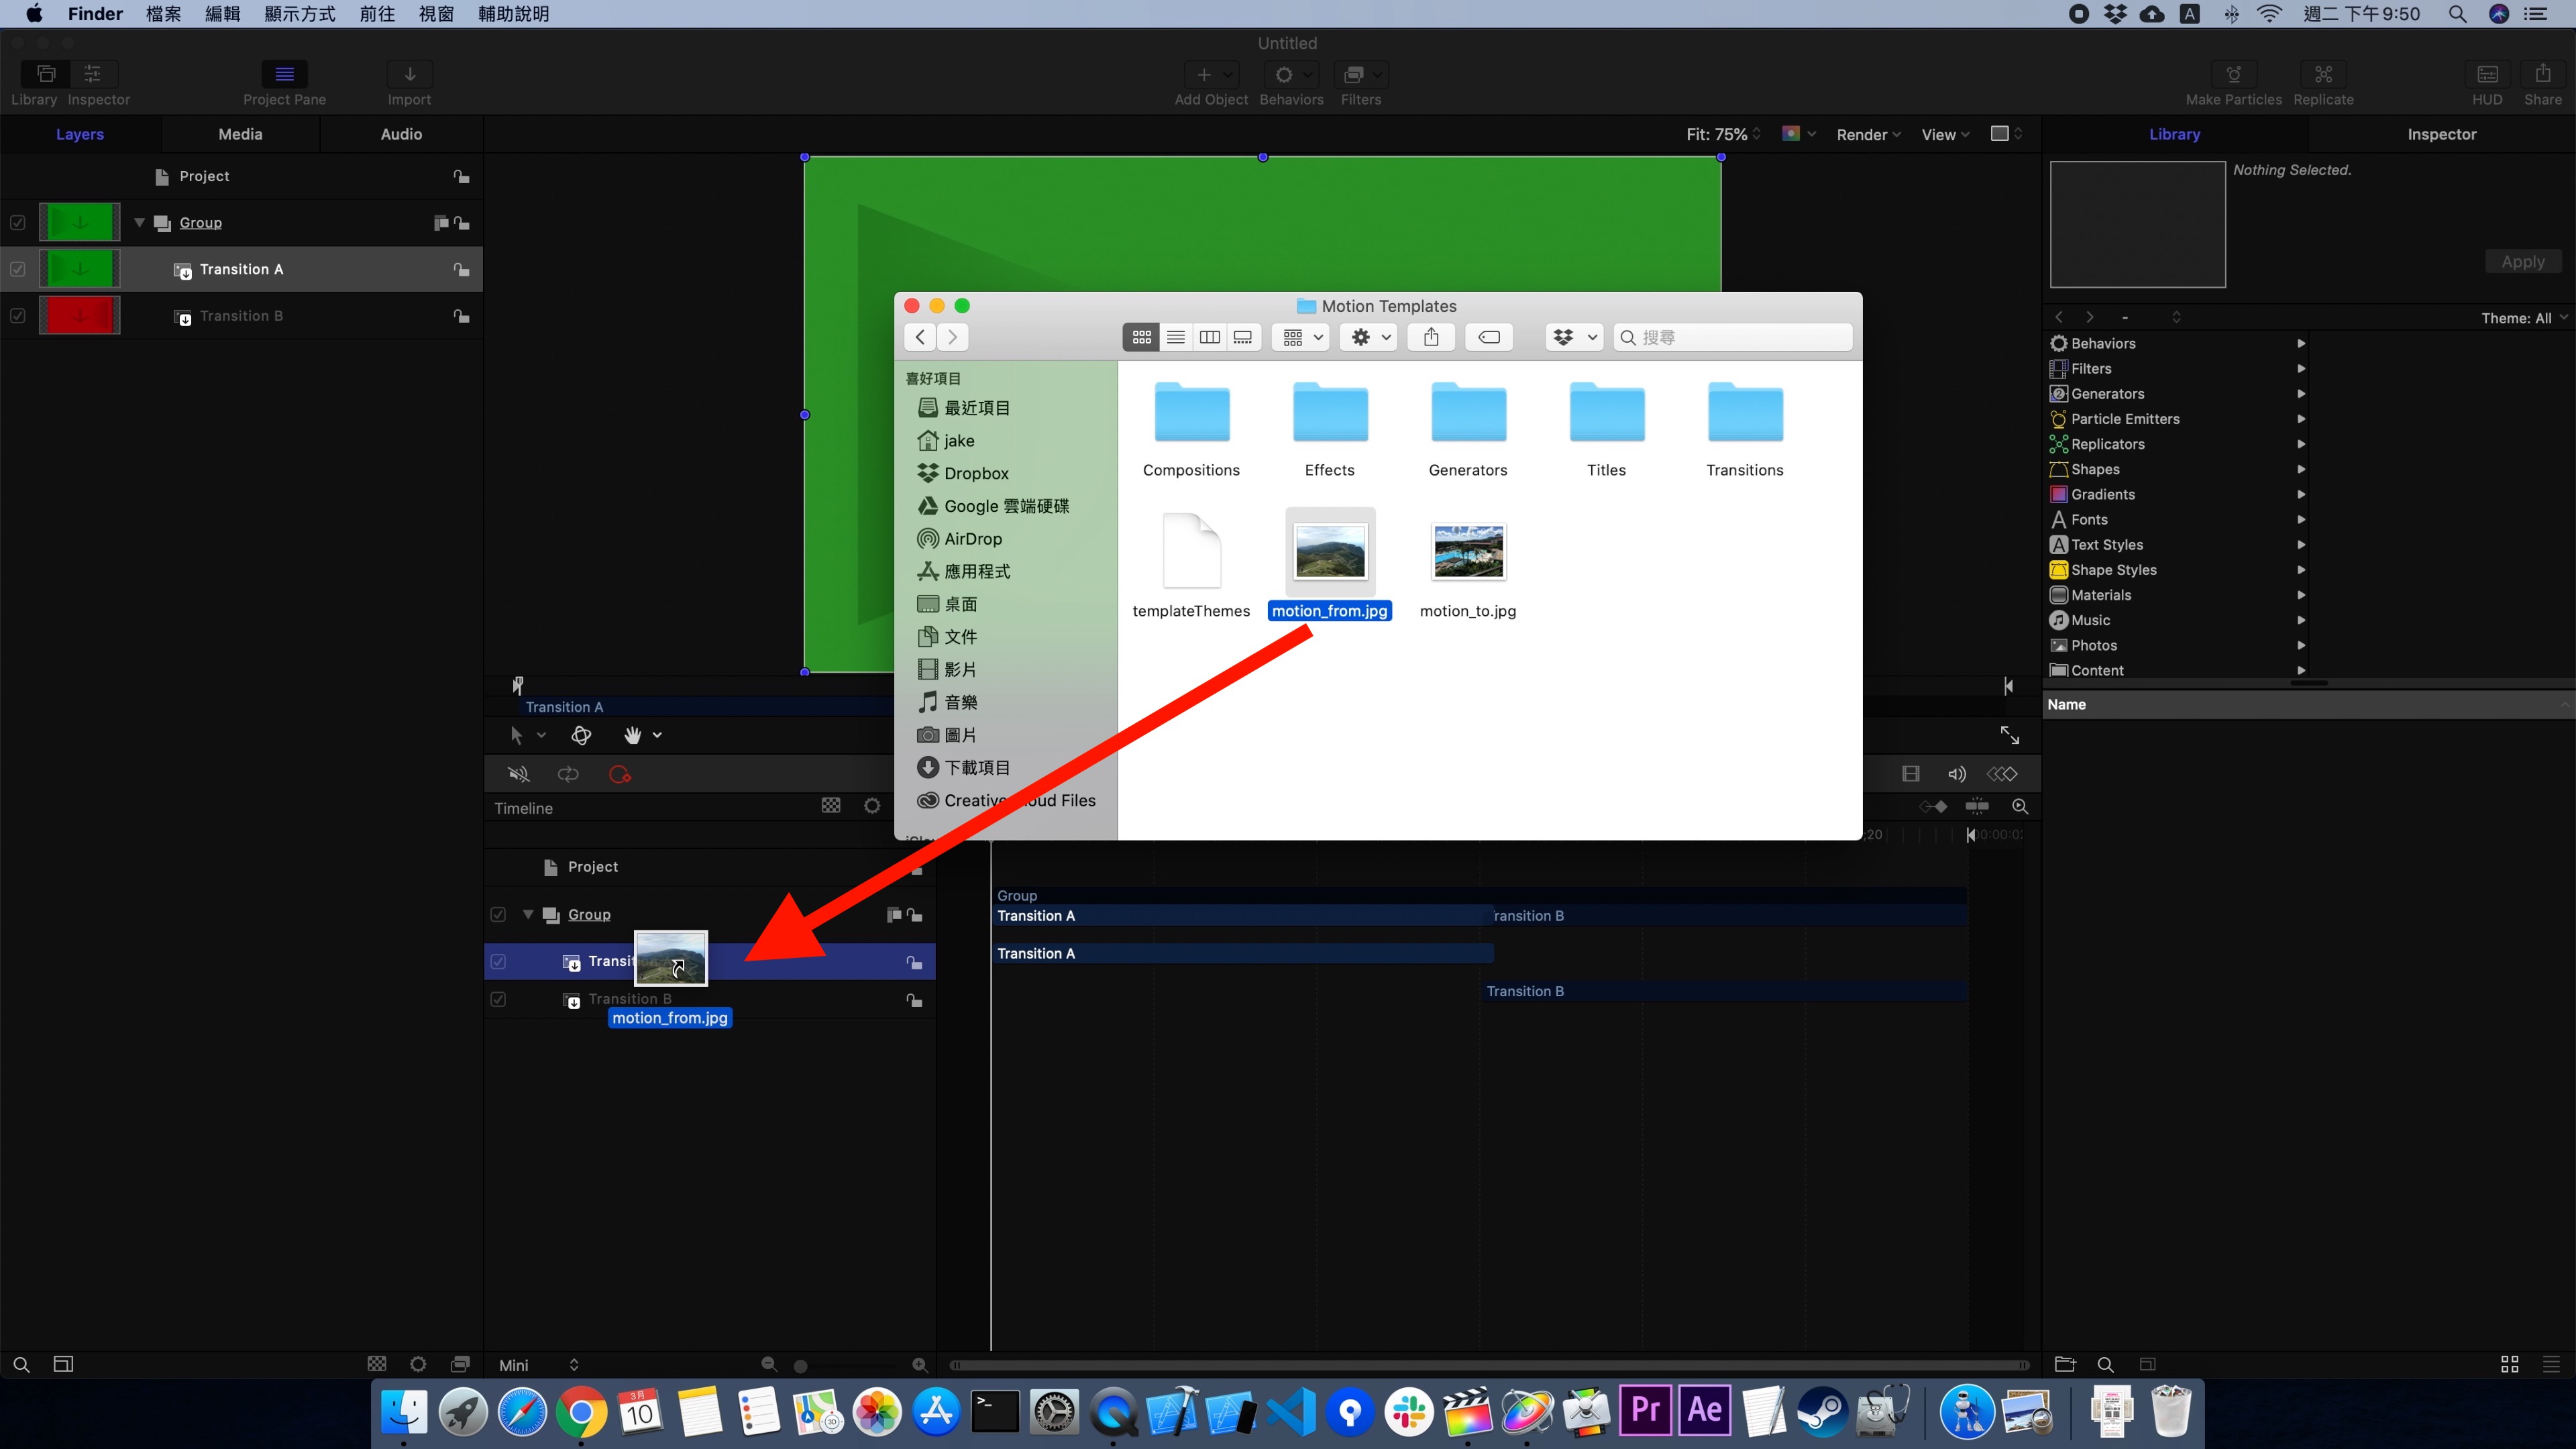 Finder 檔案 編輯 顯示方式 前往 視窗 輔助說明 A 週二 下午9:50
Untitled
Library Inspector Project Pane Import Add Object Behaviors Filters Make Particles Replicate HUD Share
Layers Media Audio Fit: 75% Render View Library Inspector
Project
Group
Transition A
Transition B
Nothing Selected.
Apply
Theme: All
Behaviors
Filters
Generators
Particle Emitters
Replicators
Shapes
Gradients
Fonts
Text Styles
Shape Styles
Materials
Music
Photos
Content
Name
Motion Templates
搜尋
喜好項目
最近項目
jake
Dropbox
Google 雲端硬碟
AirDrop
應用程式
桌面
文件
影片
音樂
圖片
下載項目
Creative Cloud Files
Compositions Effects Generators Titles Transitions
templateThemes motion_from.jpg motion_to.jpg
Transition A
Timeline
Project
Group
Transi
Transition B
motion_from.jpg
Group
Transition A ransition B
Transition A
Transition B
Mini
3月
10
3D
Pr Ae